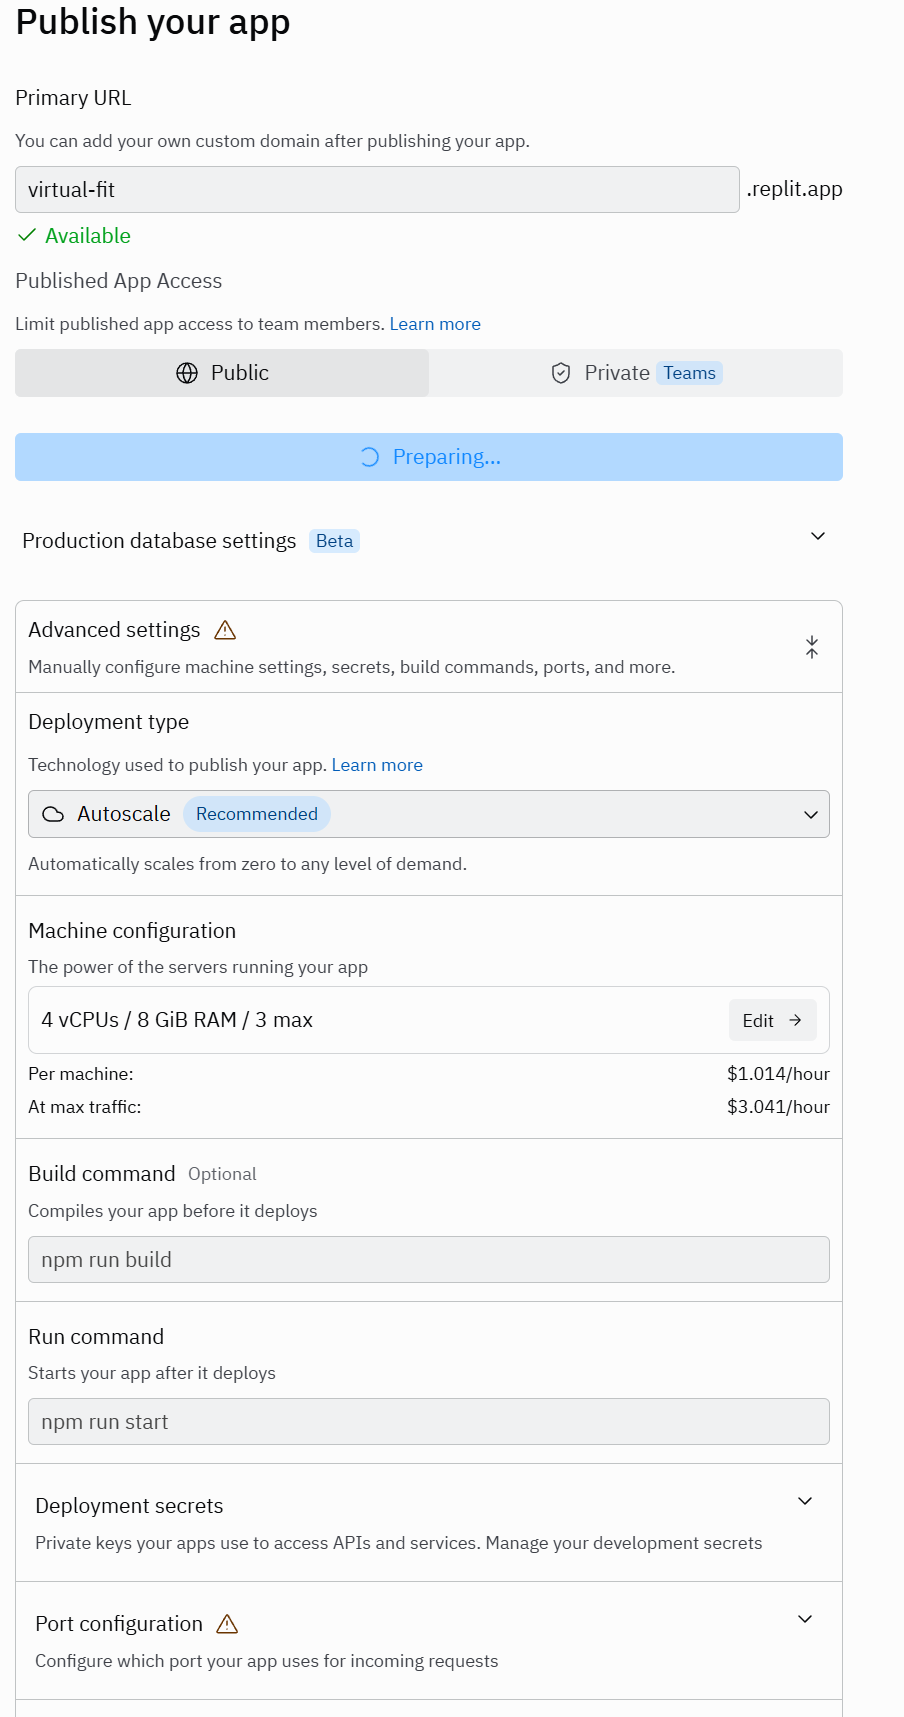 Publish your app
Primary URL
You can add your own custom domain after publishing your app.
virtual-fit .replit.app
Available
Published App Access
Limit published app access to team members. Learn more
Public Private Teams
Preparing...
Production database settings Beta
Advanced settings
Manually configure machine settings, secrets, build commands, ports, and more.
Deployment type
Technology used to publish your app. Learn more
Autoscale Recommended
Automatically scales from zero to any level of demand.
Machine configuration
The power of the servers running your app
4 vCPUs / 8 GiB RAM / 3 max Edit
Per machine: $1.014/hour
At max traffic: $3.041/hour
Build command Optional
Compiles your app before it deploys
npm run build
Run command
Starts your app after it deploys
npm run start
Deployment secrets
Private keys your apps use to access APIs and services. Manage your development secrets
Port configuration
Configure which port your app uses for incoming requests